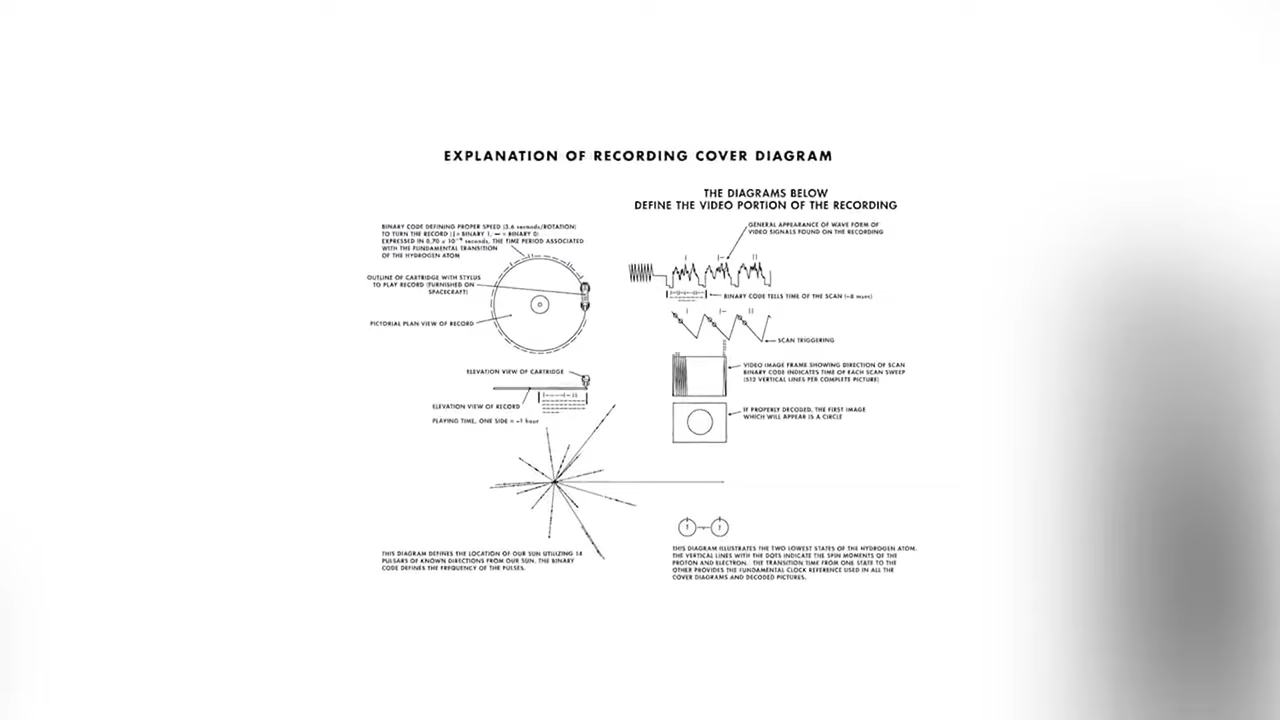 EXPLANATION OF RECORDING COVER DIAGRAM
THE DIAGRAMS BELOW
DEFINE THE VIDEO PORTION OF THE RECORDING
BINARY CODE DEFINING PROPER SPEED (3.6 seconds/ROTATION)
TO TURN THE RECORD (|= BINARY 1, — = BINARY 0)
EXPRESSED IN 0,70 x 10⁻⁹ seconds, THE TIME PERIOD ASSOCIATED
WITH THE FUNDAMENTAL TRANSITION
OF THE HYDROGEN ATOM
OUTLINE OF CARTRIDGE WITH STYLUS
TO PLAY RECORD (FURNISHED ON
SPACECRAFT)
PICTORIAL PLAN VIEW OF RECORD
ELEVATION VIEW OF CARTRIDGE
ELEVATION VIEW OF RECORD
PLAYING TIME, ONE SIDE = ~1 hour
THIS DIAGRAM DEFINES THE LOCATION OF OUR SUN UTILIZING 14
PULSARS OF KNOWN DIRECTIONS FROM OUR SUN. THE BINARY
CODE DEFINES THE FREQUENCY OF THE PULSES.
GENERAL APPEARANCE OF WAVE FORM OF
VIDEO SIGNALS FOUND ON THE RECORDING
BINARY CODE TELLS TIME OF THE SCAN (~8 msec)
SCAN TRIGGERING
VIDEO IMAGE FRAME SHOWING DIRECTION OF SCAN
BINARY CODE INDICATES TIME OF EACH SCAN SWEEP
(512 VERTICAL LINES PER COMPLETE PICTURE)
IF PROPERLY DECODED, THE FIRST IMAGE
WHICH WILL APPEAR IS A CIRCLE
THIS DIAGRAM ILLUSTRATES THE TWO LOWEST STATES OF THE HYDROGEN ATOM.
THE VERTICAL LINES WITH THE DOTS INDICATE THE SPIN MOMENTS OF THE
PROTON AND ELECTRON. THE TRANSITION TIME FROM ONE STATE TO THE
OTHER PROVIDES THE FUNDAMENTAL CLOCK REFERENCE USED IN ALL THE
COVER DIAGRAMS AND DECODED PICTURES.